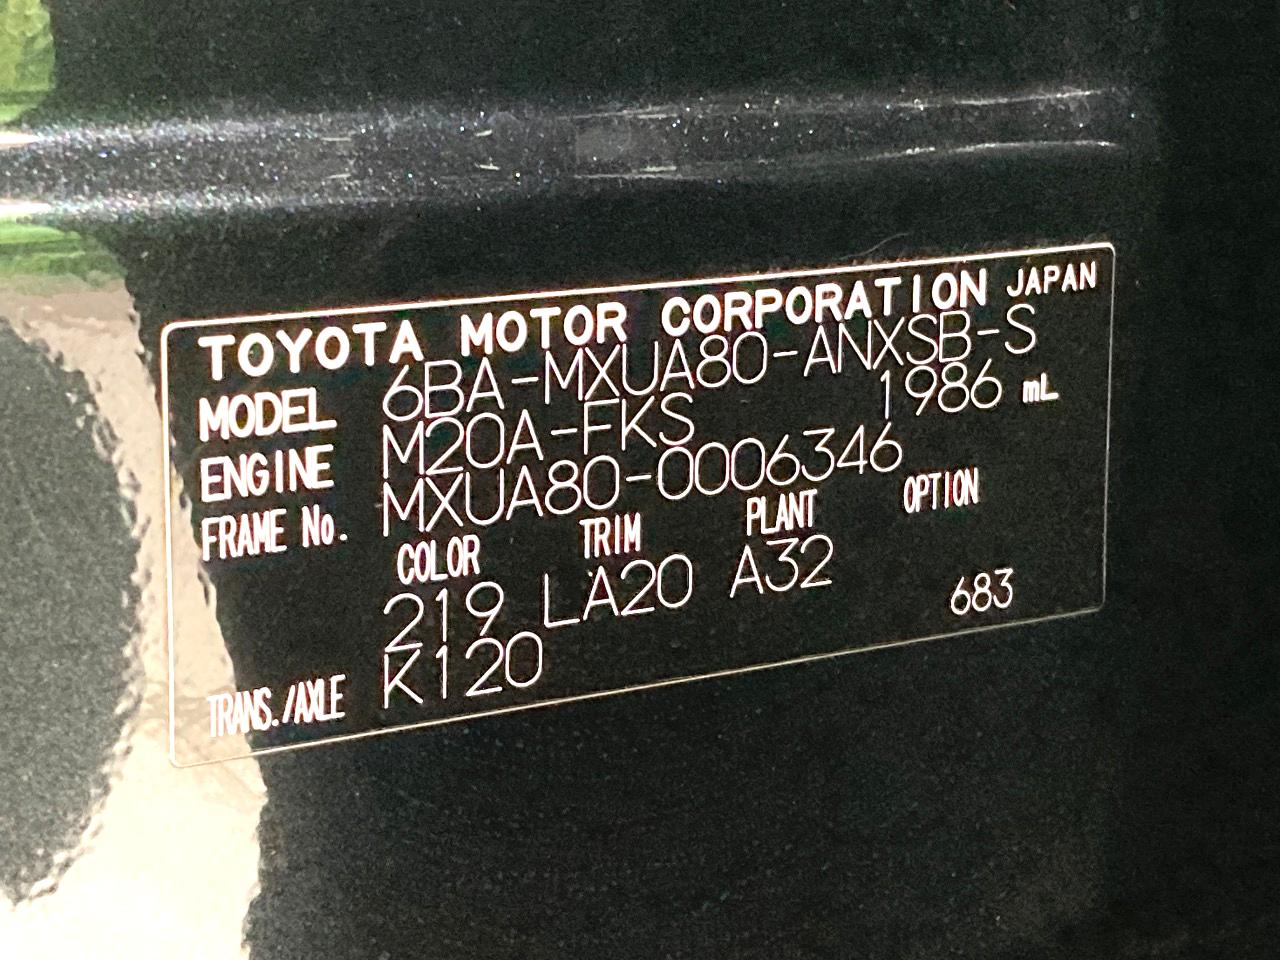 TOYOTA MOTOR CORPORATION JAPAN
MODEL 6BA-MXUA80-ANXSB-S
ENGINE M20A-FKS 1986 mL
FRAME No. MXUA80-0006346
COLOR TRIM PLANT OPTION
219 LA20 A32
TRANS./AXLE K120 683